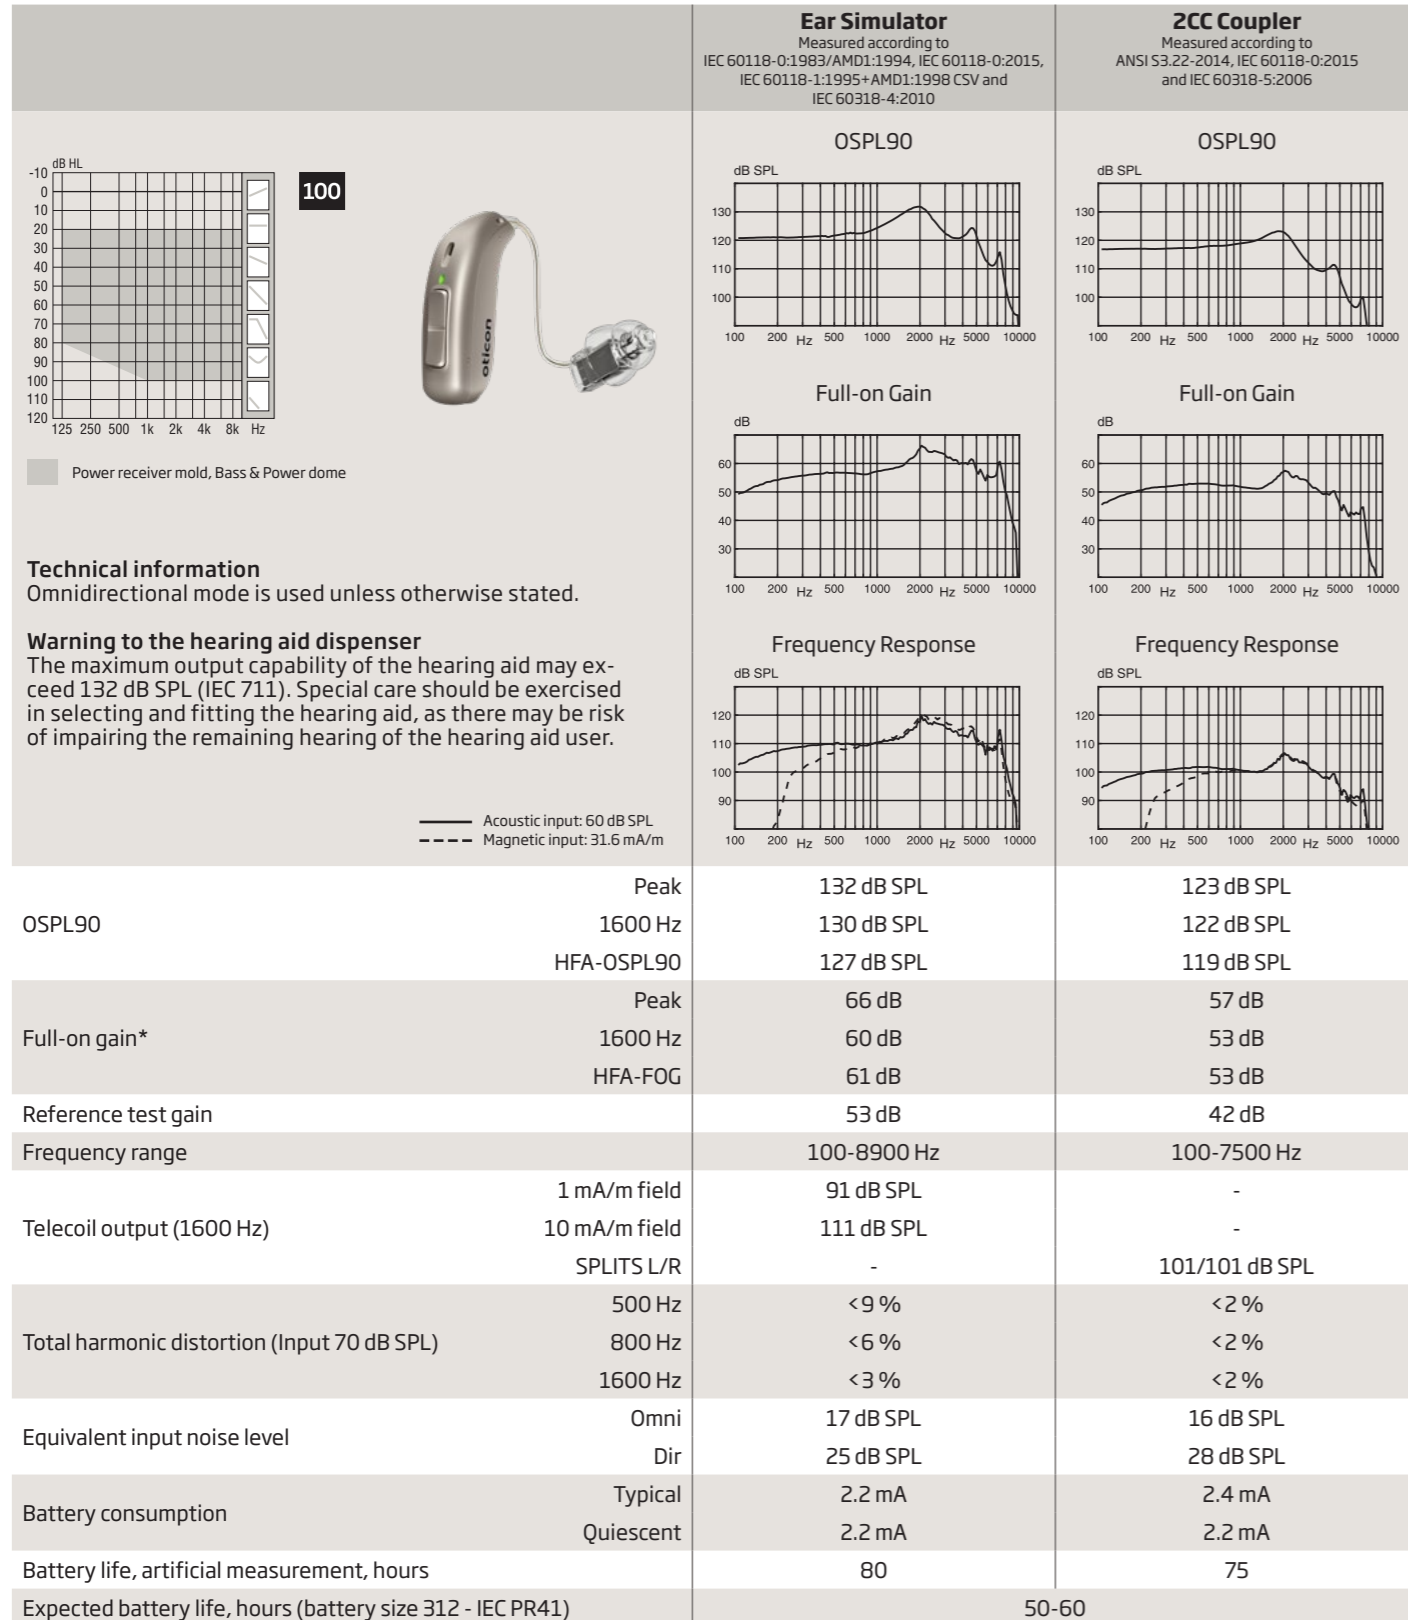 Ear Simulator
Measured according to
IEC 60118-0:1983/AMD1:1994, IEC 60118-0:2015,
IEC 60118-1:1995+AMD1:1998 CSV and
IEC 60318-4:2010
2CC Coupler
Measured according to
ANSI S3.22-2014, IEC 60118-0:2015
and IEC 60318-5:2006
dB HL
-10
0
10
20
30
40
50
60
70
80
90
100
110
120
125 250 500 1k 2k 4k 8k Hz
100
oticon
Power receiver mold, Bass & Power dome
Technical information
Omnidirectional mode is used unless otherwise stated.
Warning to the hearing aid dispenser
The maximum output capability of the hearing aid may ex-
ceed 132 dB SPL (IEC 711). Special care should be exercised
in selecting and fitting the hearing aid, as there may be risk
of impairing the remaining hearing of the hearing aid user.
Acoustic input: 60 dB SPL
Magnetic input: 31.6 mA/m
OSPL90
dB SPL
130
120
110
100
100 200 Hz 500 1000 2000 Hz 5000 10000
Full-on Gain
dB
60
50
40
30
100 200 Hz 500 1000 2000 Hz 5000 10000
Frequency Response
dB SPL
120
110
100
90
100 200 Hz 500 1000 2000 Hz 5000 10000
OSPL90
dB SPL
130
120
110
100
100 200 Hz 500 1000 2000 Hz 5000 10000
Full-on Gain
dB
60
50
40
30
100 200 Hz 500 1000 2000 Hz 5000 10000
Frequency Response
dB SPL
120
110
100
90
100 200 Hz 500 1000 2000 Hz 5000 10000
OSPL90
Peak 132 dB SPL 123 dB SPL
1600 Hz 130 dB SPL 122 dB SPL
HFA-OSPL90 127 dB SPL 119 dB SPL
Full-on gain*
Peak 66 dB 57 dB
1600 Hz 60 dB 53 dB
HFA-FOG 61 dB 53 dB
Reference test gain 53 dB 42 dB
Frequency range 100-8900 Hz 100-7500 Hz
Telecoil output (1600 Hz)
1 mA/m field 91 dB SPL -
10 mA/m field 111 dB SPL -
SPLITS L/R - 101/101 dB SPL
Total harmonic distortion (Input 70 dB SPL)
500 Hz <9 % <2 %
800 Hz <6 % <2 %
1600 Hz <3 % <2 %
Equivalent input noise level
Omni 17 dB SPL 16 dB SPL
Dir 25 dB SPL 28 dB SPL
Battery consumption
Typical 2.2 mA 2.4 mA
Quiescent 2.2 mA 2.2 mA
Battery life, artificial measurement, hours 80 75
Expected battery life, hours (battery size 312 - IEC PR41) 50-60